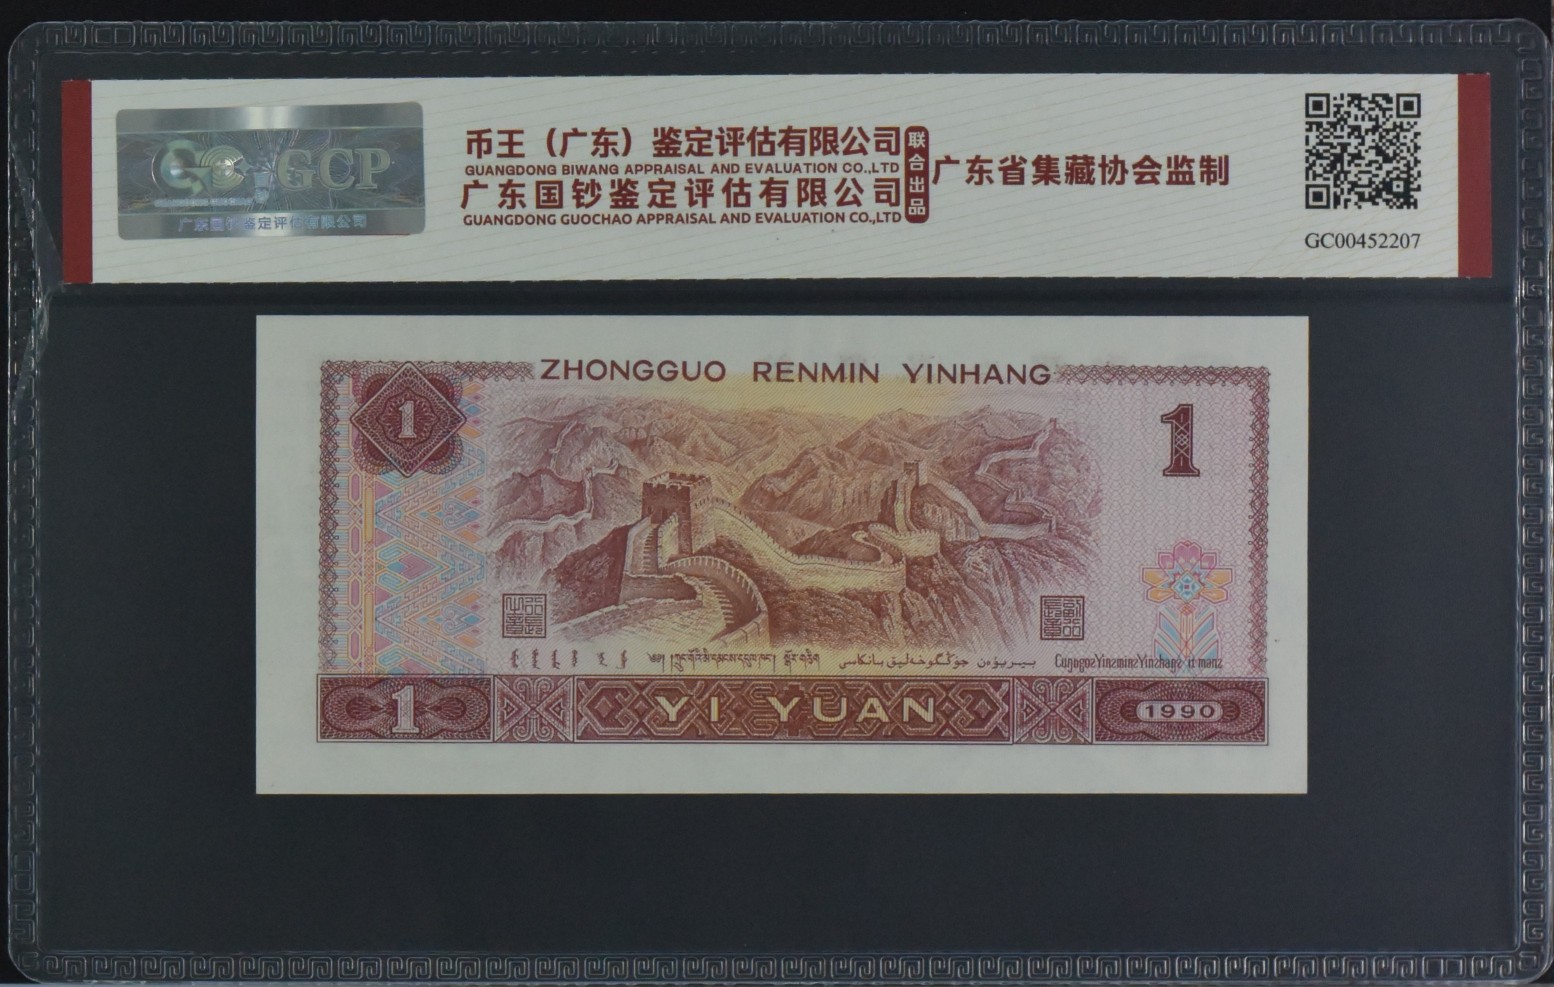 GCP
广东国钞鉴定评估有限公司
币王（广东）鉴定评估有限公司
GUANGDONG BIWANG APPRAISAL AND EVALUATION CO.,LTD
广东国钞鉴定评估有限公司
GUANGDONG GUOCHAO APPRAISAL AND EVALUATION CO.,LTD
联合出品
广东省集藏协会监制
GC00452207
ZHONGGUO RENMIN YINHANG
1
1
1
YI YUAN
1990